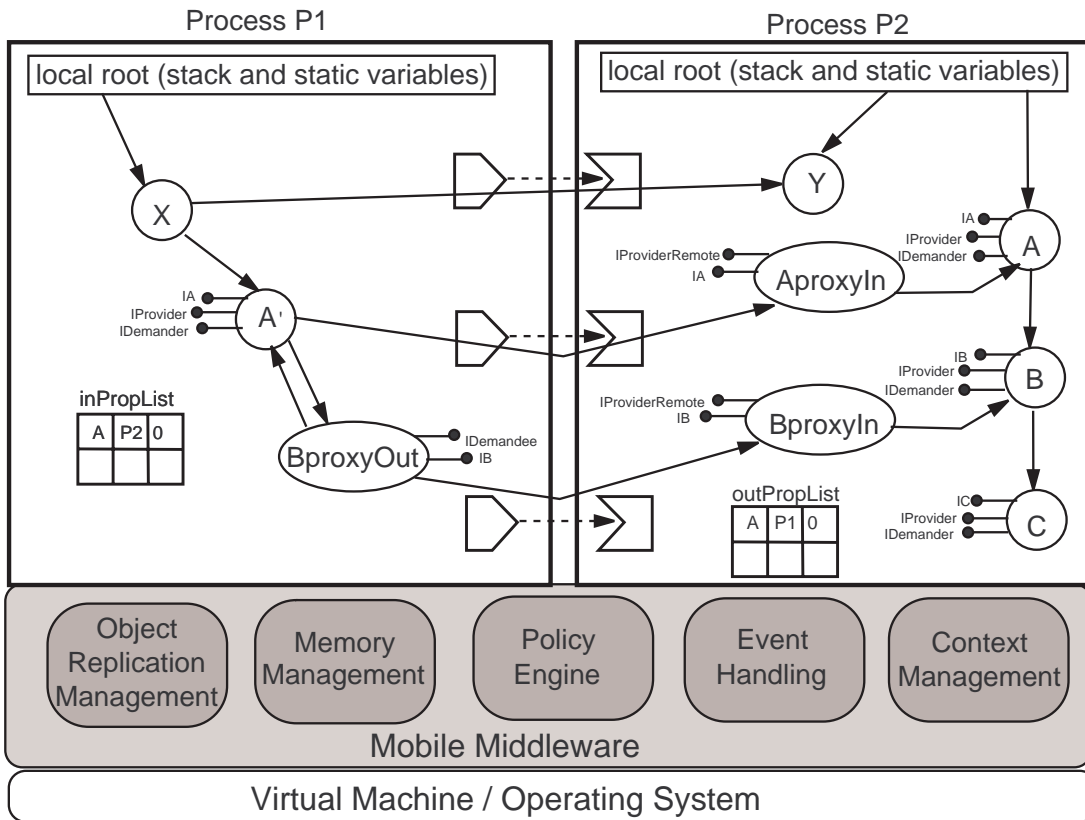 Process P1
local root (stack and static variables)
X
IA
IProvider
IDemander
A'
inPropList
A P2 0
BproxyOut
IDemandee
IB
Process P2
local root (stack and static variables)
Y
IA
IProvider
IDemander
A
IProviderRemote
IA
AproxyIn
IB
IProvider
IDemander
B
IProviderRemote
IB
BproxyIn
outPropList
A P1 0
IC
IProvider
IDemander
C
Object
Replication
Management
Memory
Management
Policy
Engine
Event
Handling
Context
Management
Mobile Middleware
Virtual Machine / Operating System